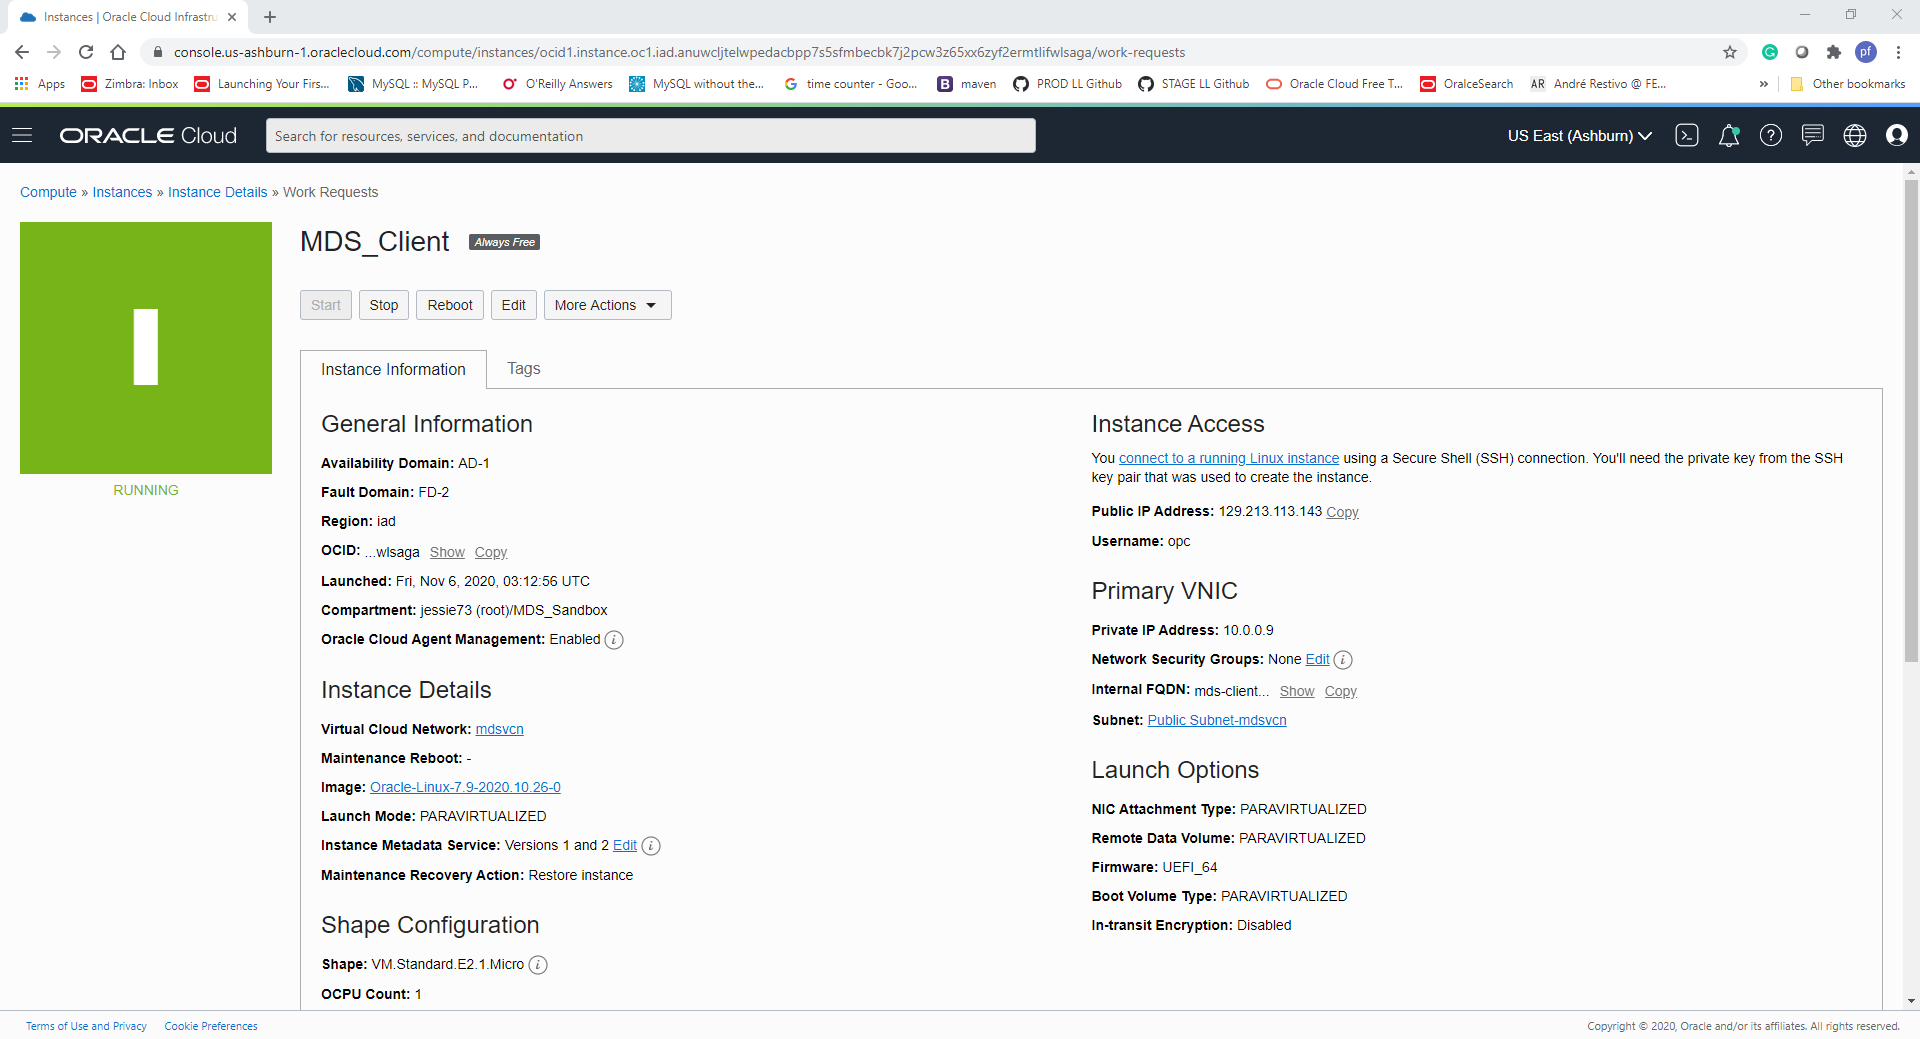 Instances | Oracle Cloud Infrastru
console.us-ashburn-1.oraclecloud.com/compute/instances/ocid1.instance.oc1.iad.anuwcljtelwpedacbpp7s5sfmbecbk7j2pcw3z65xx6zyf2ermtlifwlsaga/work-requests
pf
Apps Zimbra: Inbox Launching Your Firs... MySQL :: MySQL P... O'Reilly Answers MySQL without the... time counter - Goo... maven PROD LL Github STAGE LL Github Oracle Cloud Free T... OralceSearch AR André Restivo @ FE... » Other bookmarks
ORACLE Cloud Search for resources, services, and documentation US East (Ashburn)
Compute » Instances » Instance Details » Work Requests
I
RUNNING
MDS_Client Always Free
Start Stop Reboot Edit More Actions
Instance Information Tags
General Information
Availability Domain: AD-1
Fault Domain: FD-2
Region: iad
OCID: ...wlsaga Show Copy
Launched: Fri, Nov 6, 2020, 03:12:56 UTC
Compartment: jessie73 (root)/MDS_Sandbox
Oracle Cloud Agent Management: Enabled i
Instance Details
Virtual Cloud Network: mdsvcn
Maintenance Reboot: -
Image: Oracle-Linux-7.9-2020.10.26-0
Launch Mode: PARAVIRTUALIZED
Instance Metadata Service: Versions 1 and 2 Edit i
Maintenance Recovery Action: Restore instance
Shape Configuration
Shape: VM.Standard.E2.1.Micro i
OCPU Count: 1
Instance Access
You connect to a running Linux instance using a Secure Shell (SSH) connection. You'll need the private key from the SSH
key pair that was used to create the instance.
Public IP Address: 129.213.113.143 Copy
Username: opc
Primary VNIC
Private IP Address: 10.0.0.9
Network Security Groups: None Edit i
Internal FQDN: mds-client... Show Copy
Subnet: Public Subnet-mdsvcn
Launch Options
NIC Attachment Type: PARAVIRTUALIZED
Remote Data Volume: PARAVIRTUALIZED
Firmware: UEFI_64
Boot Volume Type: PARAVIRTUALIZED
In-transit Encryption: Disabled
Terms of Use and Privacy Cookie Preferences Copyright © 2020, Oracle and/or its affiliates. All rights reserved.